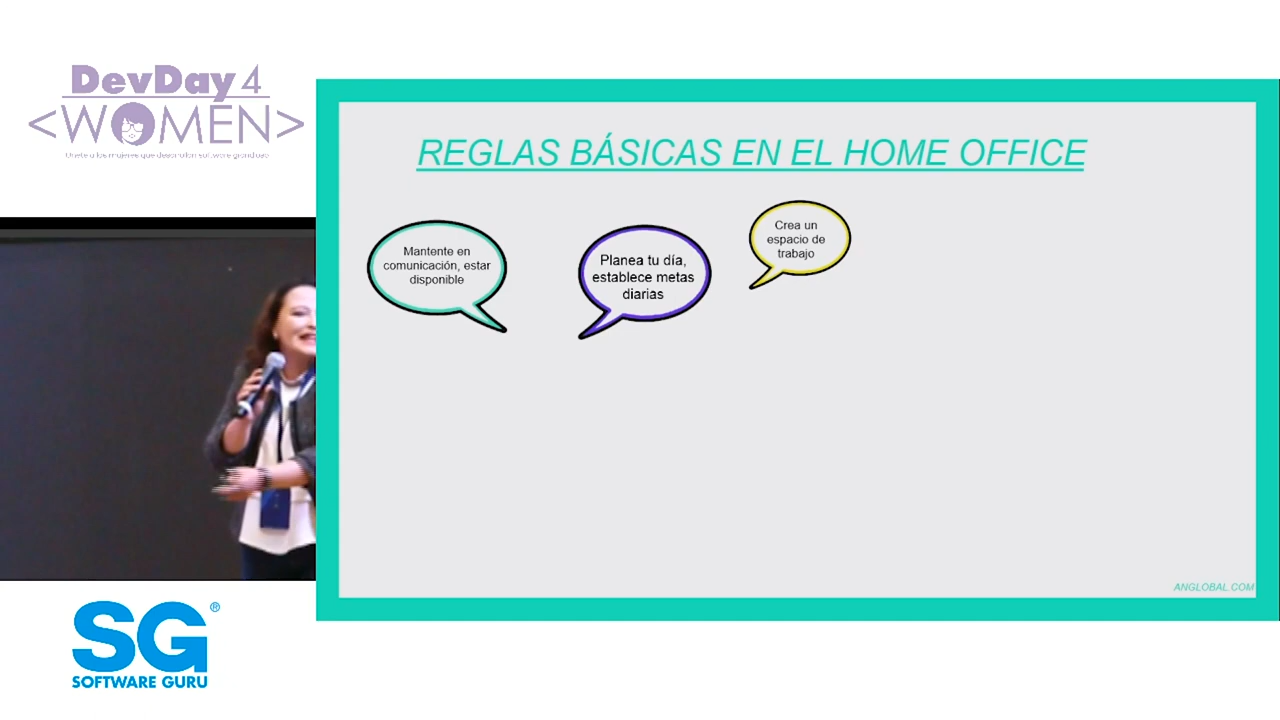 DevDay4
<WOMEN>
REGLAS BÁSICAS EN EL HOME OFFICE
Mantente en
comunicación, estar
disponible
Planea tu día,
establece metas
diarias
Crea un
espacio de
trabajo
ANGLOBAL.COM
SG®
SOFTWARE GURU